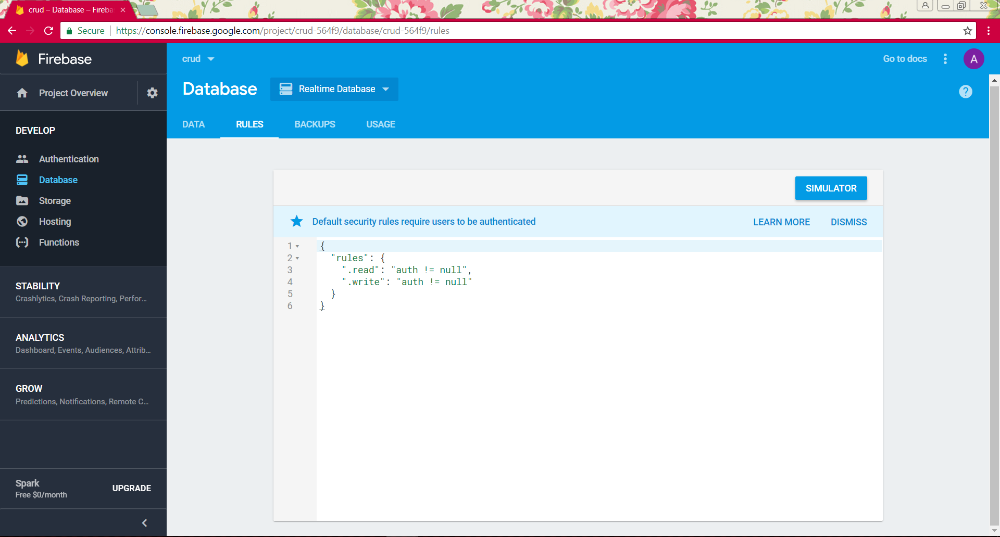 crud – Database – Fireba
Secure
https://console.firebase.google.com/project/crud-564f9/database/crud-564f9/rules
Firebase
Project Overview
DEVELOP
Authentication
Database
Storage
Hosting
Functions
STABILITY
Crashlytics, Crash Reporting, Perfor...
ANALYTICS
Dashboard, Events, Audiences, Attrib...
GROW
Predictions, Notifications, Remote C...
Spark
Free $0/month
UPGRADE
crud
Go to docs
A
Database
Realtime Database
?
DATA
RULES
BACKUPS
USAGE
SIMULATOR
Default security rules require users to be authenticated
LEARN MORE
DISMISS
1 {
2 "rules": {
3 ".read": "auth != null",
4 ".write": "auth != null"
5 }
6 }